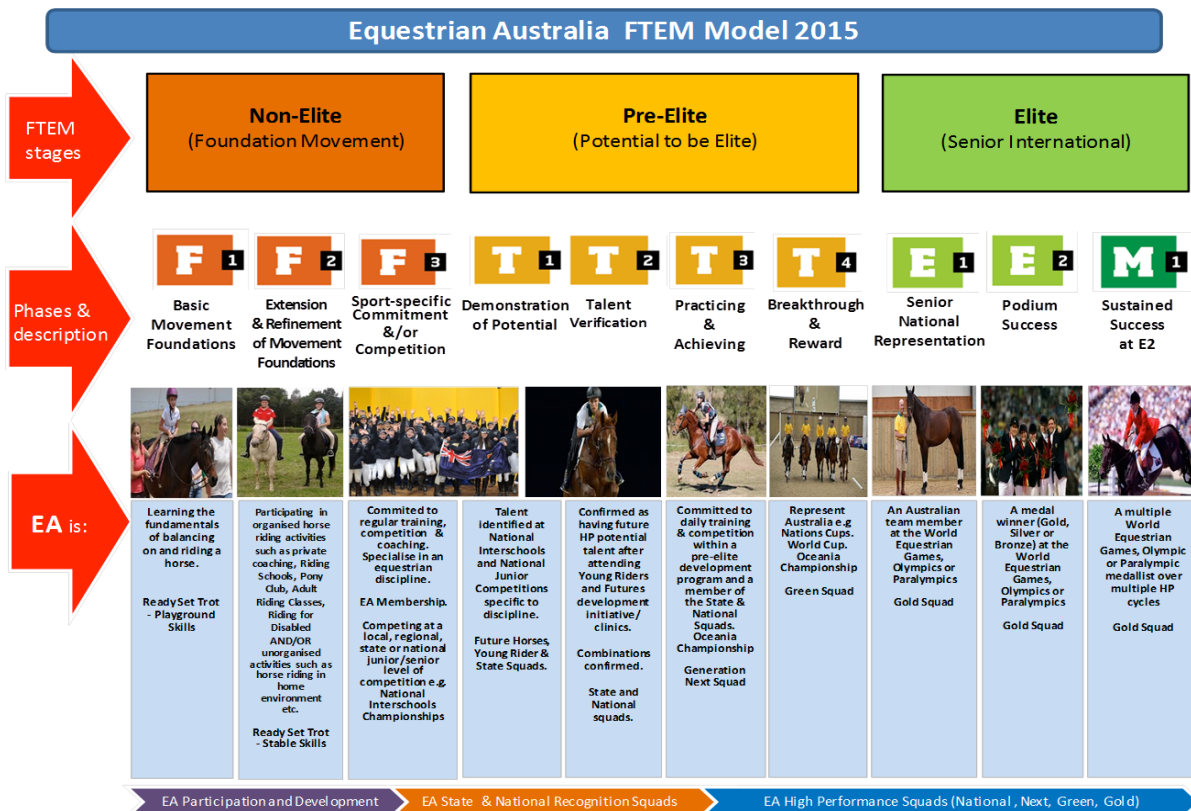 Equestrian Australia FTEM Model 2015
FTEM
stages
Non-Elite
(Foundation Movement)
Pre-Elite
(Potential to be Elite)
Elite
(Senior International)
Phases &
description
F 1
Basic
Movement
Foundations
F 2
Extension
& Refinement
of Movement
Foundations
F 3
Sport-specific
Commitment
&/or
Competition
T 1
Demonstration
of Potential
T 2
Talent
Verification
T 3
Practicing
&
Achieving
T 4
Breakthrough
&
Reward
E 1
Senior
National
Representation
E 2
Podium
Success
M 1
Sustained
Success
at E2
EA is:
Learning the
fundamentals
of balancing
on and riding a
horse.
Ready Set Trot
- Playground
Skills
Participating in
organised horse
riding activities
such as private
coaching, Riding
Schools, Pony
Club, Adult
Riding Classes,
Riding for
Disabled
AND/OR
unorganised
activities such as
horse riding in
home
environment
etc.
Ready Set Trot
- Stable Skills
Commited to
regular training,
competition &
coaching.
Specialise in an
equestrian
discipline.
EA Membership.
Competing at a
local, regional,
state or national
junior/senior
level of
competition e.g.
National
Interschools
Championships
Talent
identified at
National
Interschools
and National
Junior
Competitions
specific to
discipline.
Future Horses,
Young Rider &
State Squads.
Confirmed as
having future
HP potential
talent after
attending
Young Riders
and Futures
development
initiative/
clinics.
Combinations
confirmed.
State and
National
squads.
Committed to
daily training
& competition
within a
pre-elite
development
program and a
member of
the State &
National
Squads.
Oceania
Championship
Generation
Next Squad
Represent
Australia e.g
Nations Cups.
World Cup.
Oceania
Championship
Green Squad
An Australian
team member
at the World
Equestrian
Games,
Olympics or
Paralympics
Gold Squad
A medal
winner (Gold,
Silver or
Bronze) at the
World
Equestrian
Games,
Olympics or
Paralympics
Gold Squad
A multiple
World
Equestrian
Games, Olympic
or Paralympic
medallist over
multiple HP
cycles
Gold Squad
EA Participation and Development
EA State & National Recognition Squads
EA High Performance Squads (National , Next, Green, Gold)